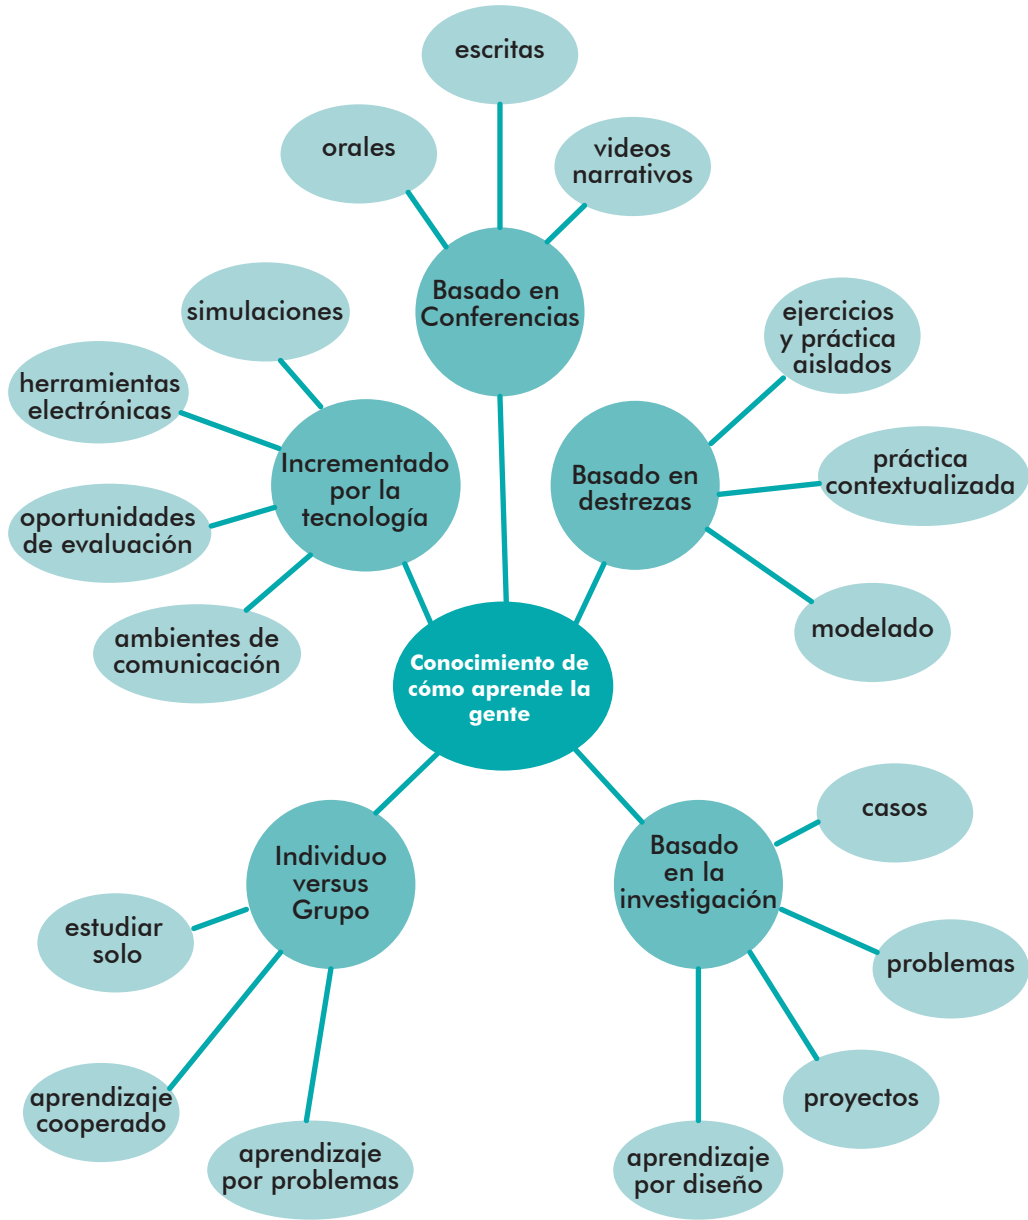 escritas
orales
videos
narrativos
Basado en
Conferencias
simulaciones
herramientas
electrónicas
Incrementado
por la
tecnología
oportunidades
de evaluación
ambientes de
comunicación
ejercicios
y práctica
aislados
Basado en
destrezas
práctica
contextualizada
modelado
Conocimiento de
cómo aprende la
gente
Individuo
versus
Grupo
estudiar
solo
aprendizaje
cooperado
aprendizaje
por problemas
Basado
en la
investigación
casos
problemas
proyectos
aprendizaje
por diseño